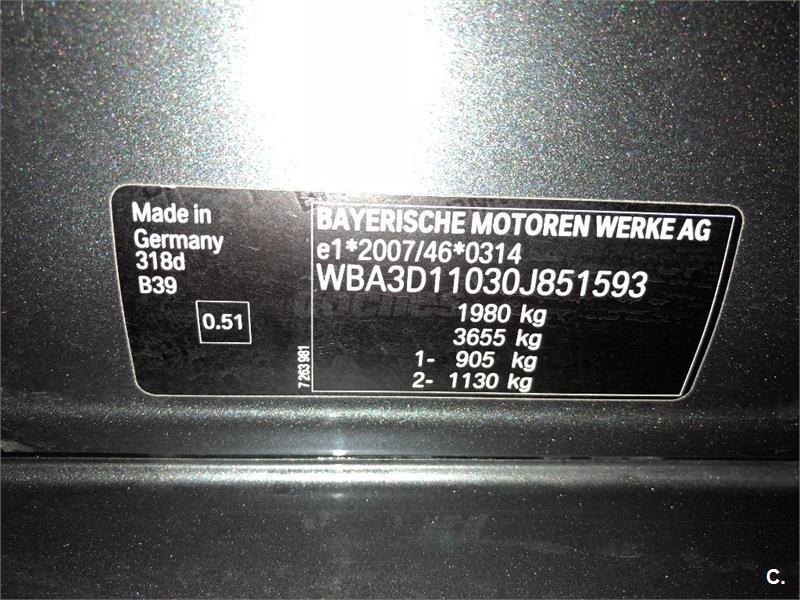 Made in
Germany
318d
B39
0.51
7 263 981
BAYERISCHE MOTOREN WERKE AG
e1*2007/46*0314
WBA3D11030J851593
1980 kg
3655 kg
1- 905 kg
2- 1130 kg
C.